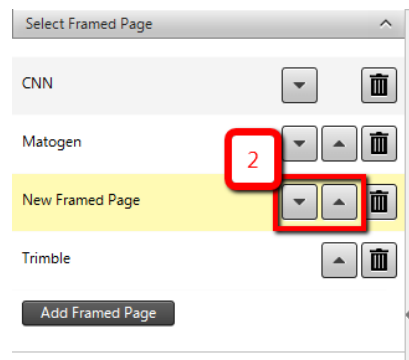 Select Framed Page
CNN
Matogen
2
New Framed Page
Trimble
Add Framed Page